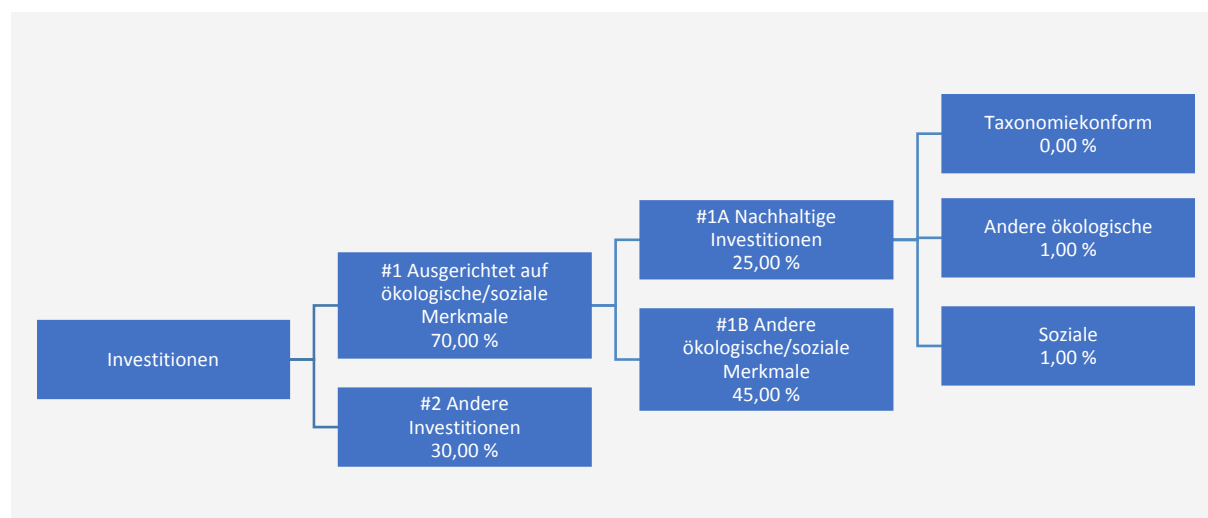 Investitionen
#1 Ausgerichtet auf
ökologische/soziale
Merkmale
70,00 %
#2 Andere
Investitionen
30,00 %
#1A Nachhaltige
Investitionen
25,00 %
#1B Andere
ökologische/soziale
Merkmale
45,00 %
Taxonomiekonform
0,00 %
Andere ökologische
1,00 %
Soziale
1,00 %